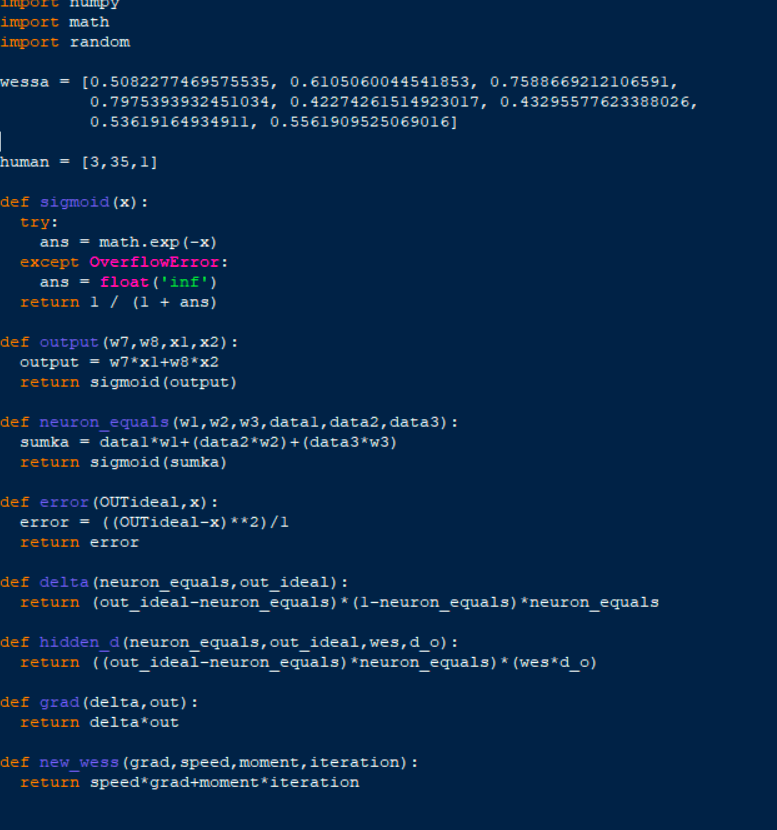 import numpy
import math
import random
wessa = [0.5082277469575535, 0.6105060044541853, 0.7588669212106591,
0.7975393932451034, 0.42274261514923017, 0.43295577623388026,
0.53619164934911, 0.5561909525069016]
human = [3,35,1]
def sigmoid(x):
try:
ans = math.exp(-x)
except OverflowError:
ans = float('inf')
return 1 / (1 + ans)
def output(w7,w8,x1,x2):
output = w7*x1+w8*x2
return sigmoid(output)
def neuron_equals(w1,w2,w3,data1,data2,data3):
sumka = data1*w1+(data2*w2)+(data3*w3)
return sigmoid(sumka)
def error(OUTideal,x):
error = ((OUTideal-x)**2)/1
return error
def delta(neuron_equals,out_ideal):
return (out_ideal-neuron_equals)*(1-neuron_equals)*neuron_equals
def hidden_d(neuron_equals,out_ideal,wes,d_o):
return ((out_ideal-neuron_equals)*neuron_equals)*(wes*d_o)
def grad(delta,out):
return delta*out
def new_wess(grad,speed,moment,iteration):
return speed*grad+moment*iteration